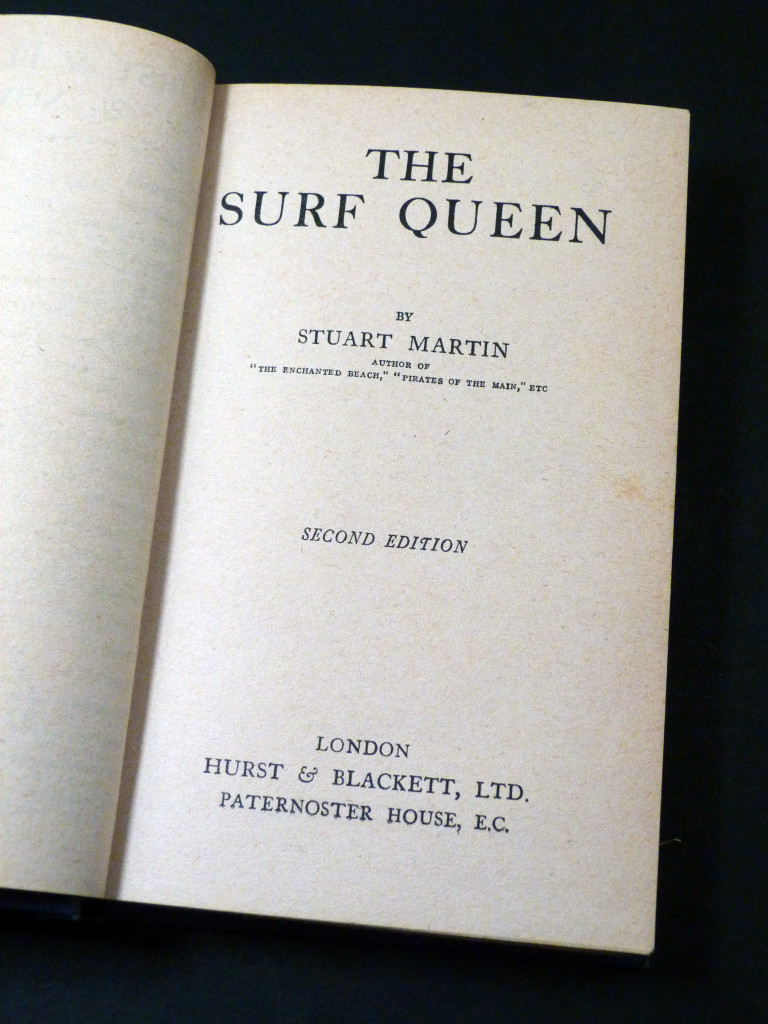 THE
SURF QUEEN
BY
STUART MARTIN
AUTHOR OF
"THE ENCHANTED BEACH," "PIRATES OF THE MAIN," ETC
SECOND EDITION
LONDON
HURST & BLACKETT, LTD.
PATERNOSTER HOUSE, E.C.